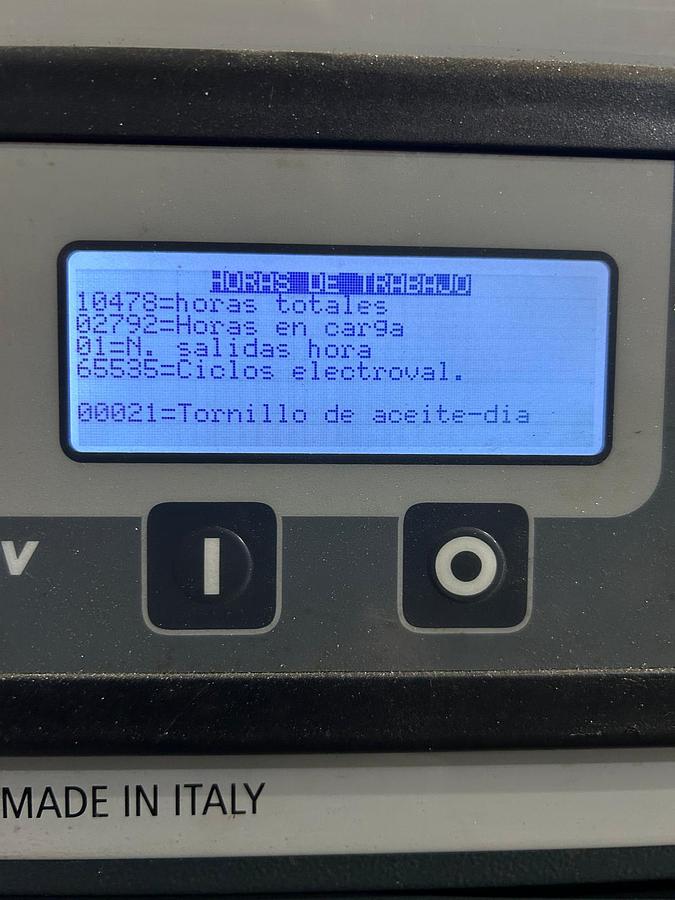 HORAS DE TRABAJO
10478=horas totales
02792=Horas en carga
01=N. salidas hora
65535=Ciclos electroval.
00021=Tornillo de aceite-dia
V
MADE IN ITALY